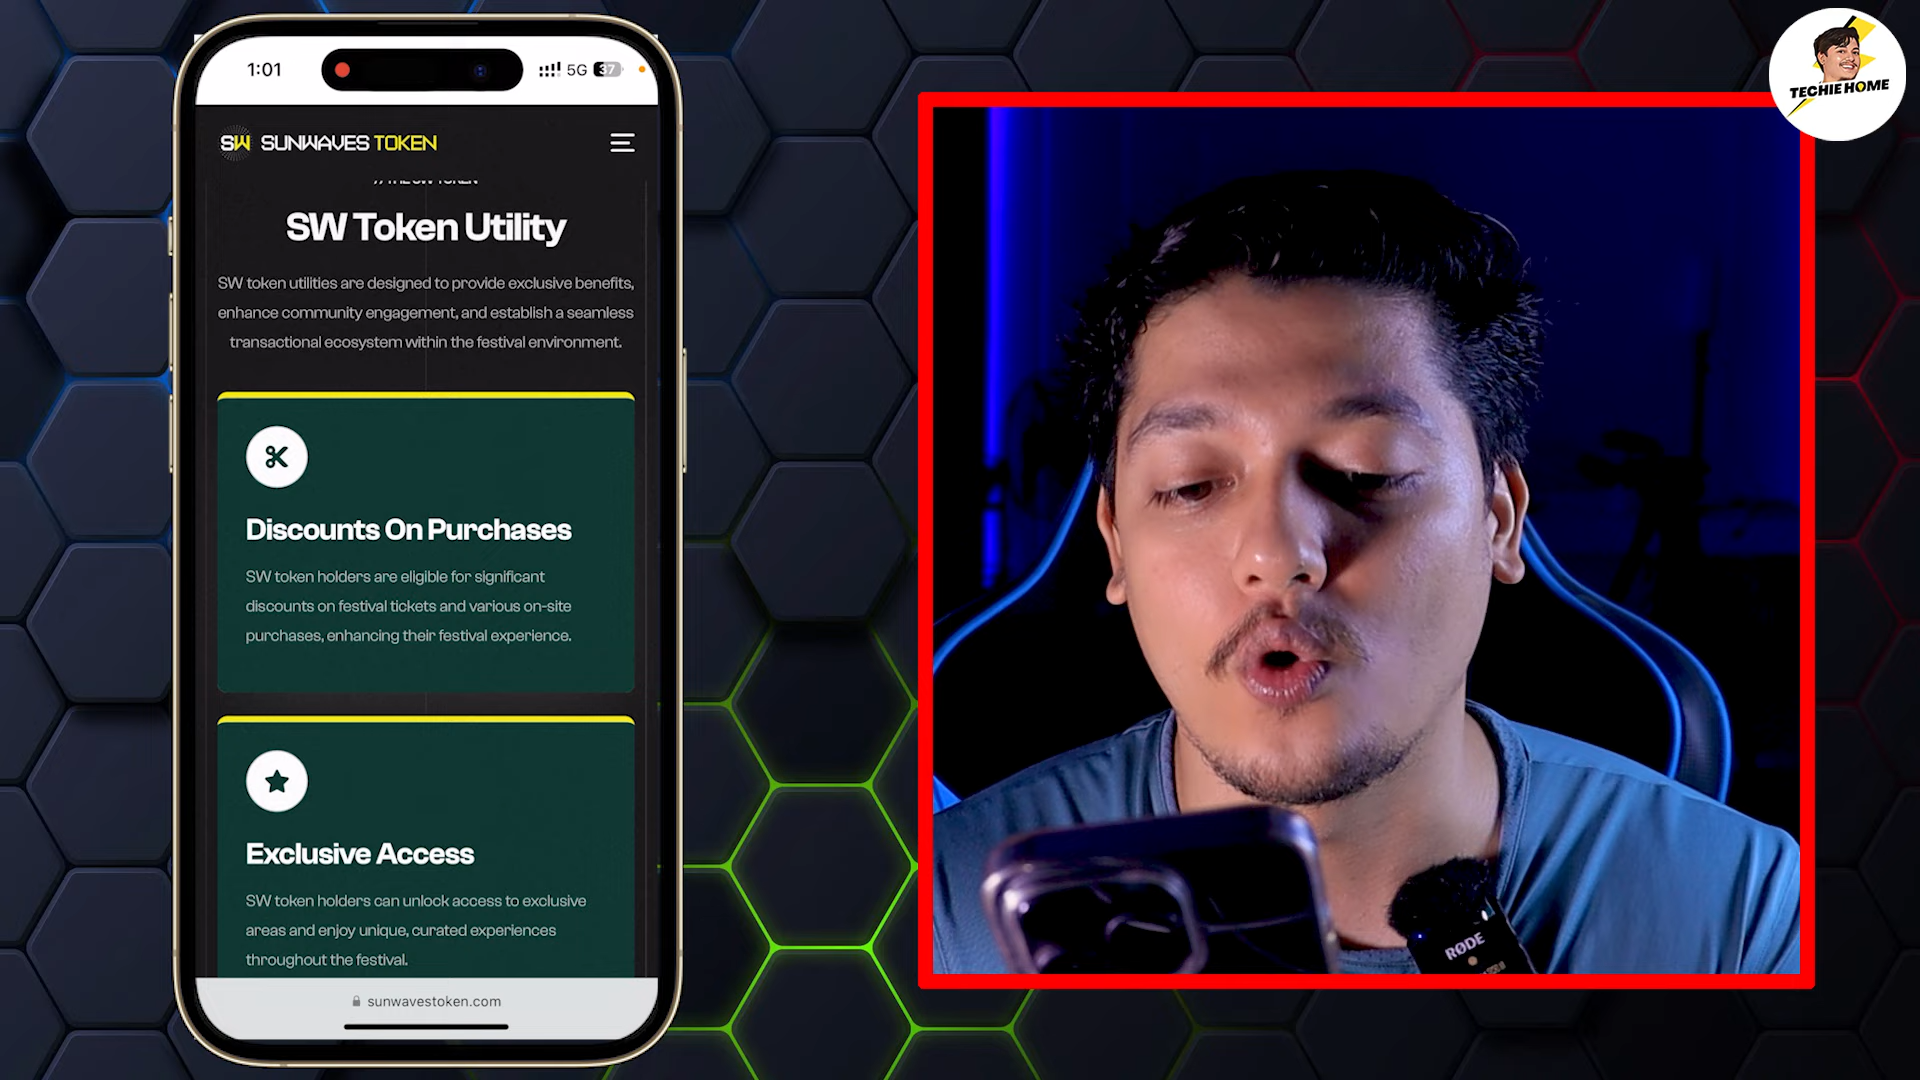 1:01
5G
37
SW SUNWAVES TOKEN
// THE SW TOKEN
SW Token Utility
SW token utilities are designed to provide exclusive benefits,
enhance community engagement, and establish a seamless
transactional ecosystem within the festival environment.
Discounts On Purchases
SW token holders are eligible for significant
discounts on festival tickets and various on-site
purchases, enhancing their festival experience.
Exclusive Access
SW token holders can unlock access to exclusive
areas and enjoy unique, curated experiences
throughout the festival.
sunwavestoken.com
TECHIE HOME
RØDE